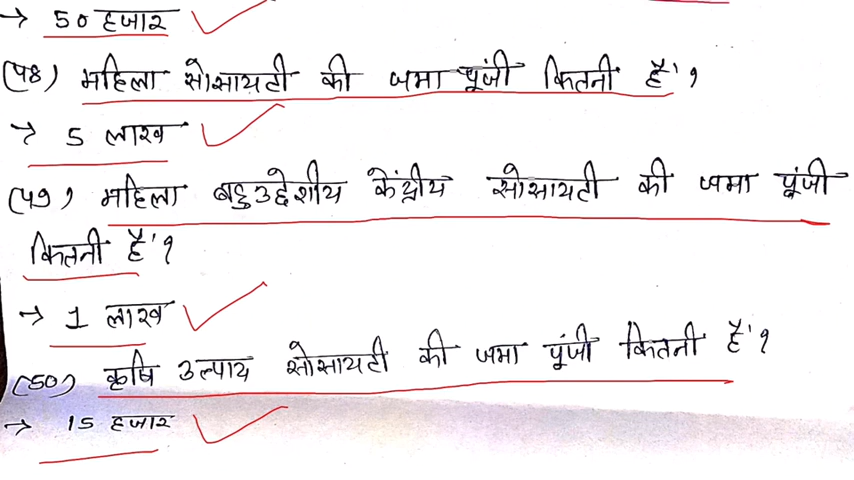 → 50 हजार
(48) महिला सोसायटी की जमा पूंजी कितनी है ?
→ 5 लाख
(49) महिला बहुउद्देशीय केंद्रीय सोसायटी की जमा पूंजी
कितनी है ?
→ 1 लाख
(50) कृषि उत्पाय सोसायटी की जमा पूंजी कितनी है ?
→ 15 हजार